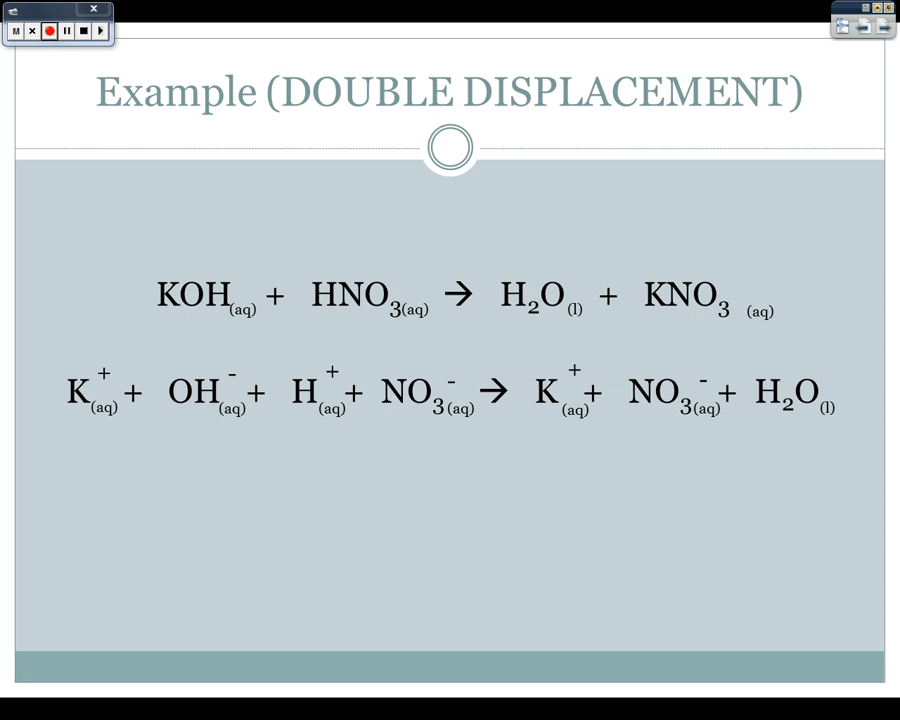 M
Example (DOUBLE DISPLACEMENT)
KOH(aq) + HNO₃(aq) → H₂O(l) + KNO₃ (aq)
K⁺(aq) + OH⁻(aq) + H⁺(aq) + NO₃⁻(aq) → K⁺(aq) + NO₃⁻(aq) + H₂O(l)